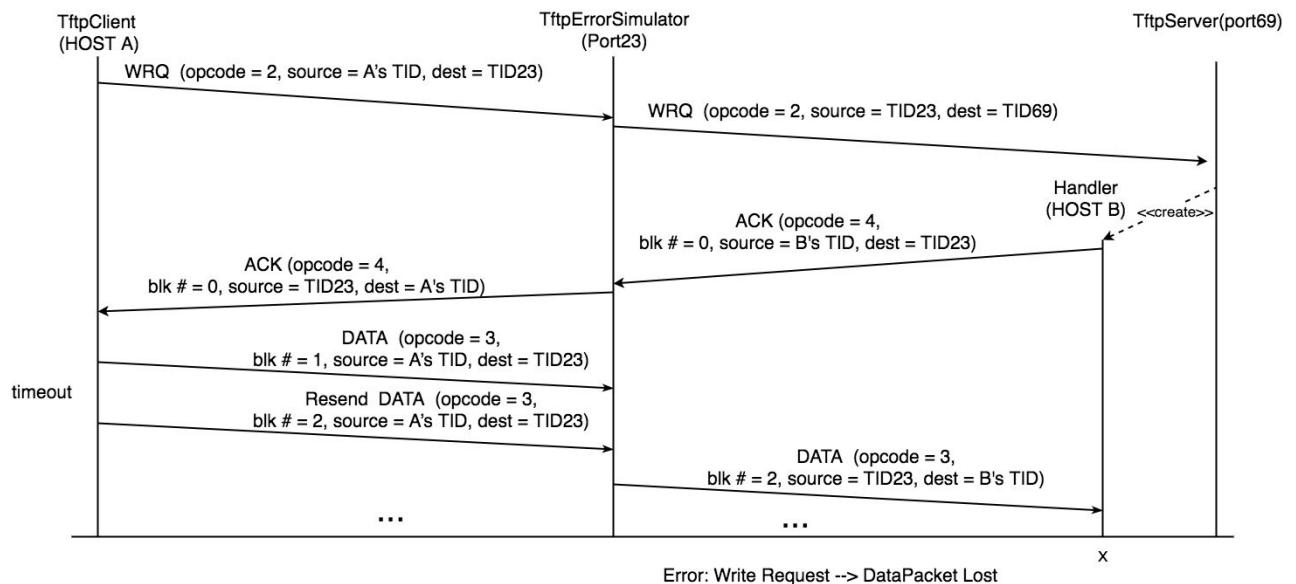 TftpClient
(HOST A)
TftpErrorSimulator
(Port23)
TftpServer(port69)
WRQ (opcode = 2, source = A's TID, dest = TID23)
WRQ (opcode = 2, source = TID23, dest = TID69)
Handler
(HOST B)
<<create>>
ACK (opcode = 4,
blk # = 0, source = B's TID, dest = TID23)
ACK (opcode = 4,
blk # = 0, source = TID23, dest = A's TID)
DATA (opcode = 3,
blk # = 1, source = A's TID, dest = TID23)
timeout
Resend DATA (opcode = 3,
blk # = 2, source = A's TID, dest = TID23)
DATA (opcode = 3,
blk # = 2, source = TID23, dest = B's TID)
...
...
x
Error: Write Request --> DataPacket Lost